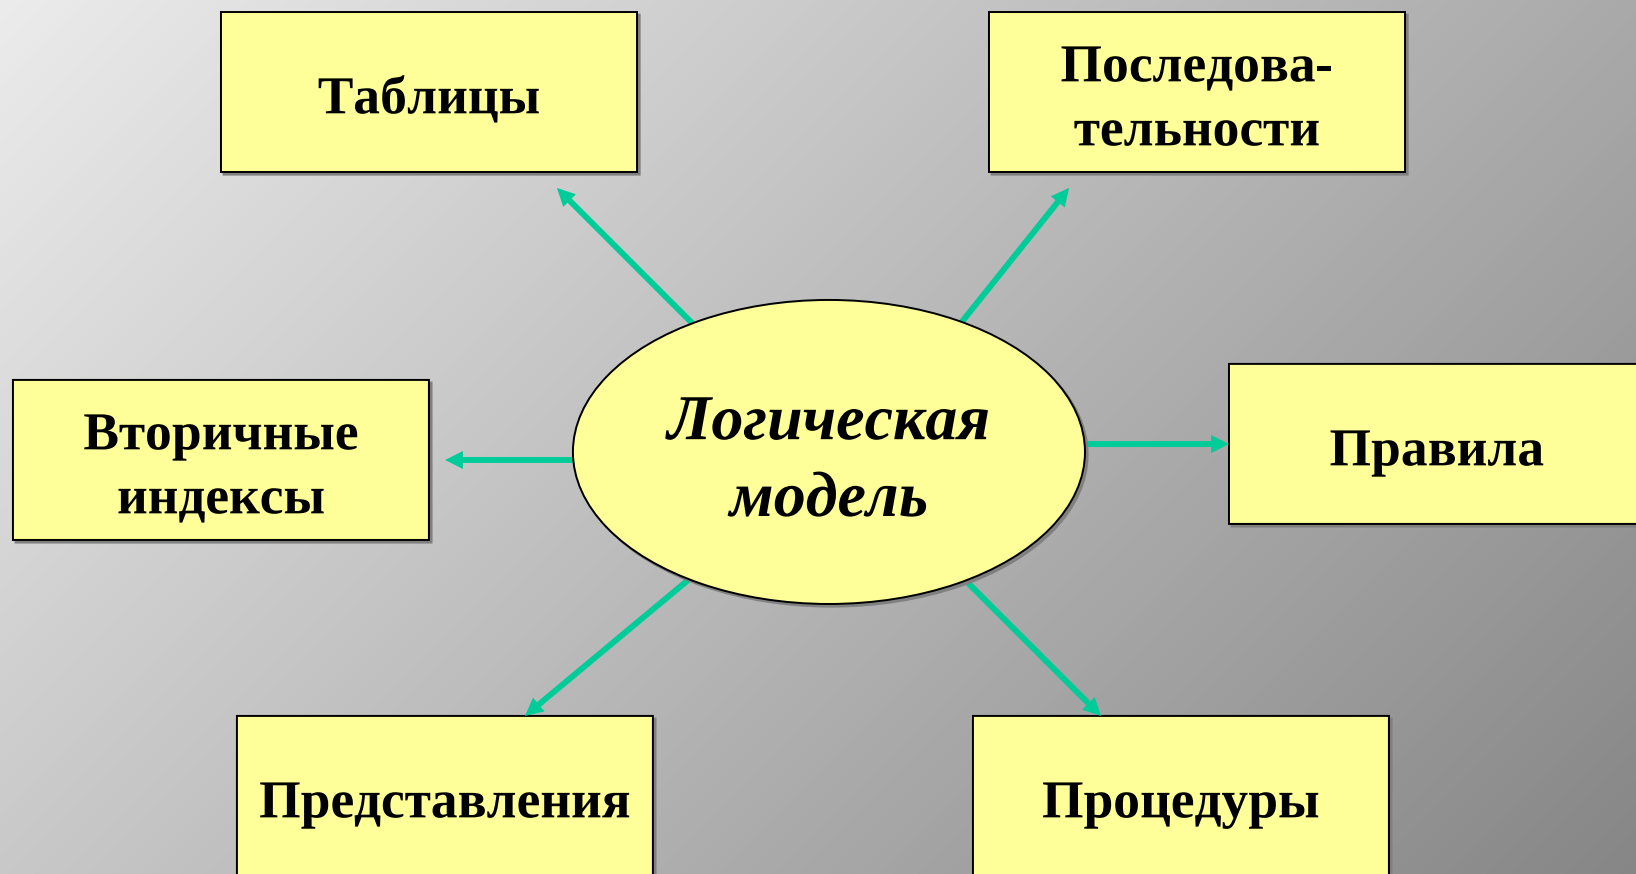 Таблицы
Последова-
тельности
Логическая
модель
Вторичные
индексы
Правила
Представления
Процедуры